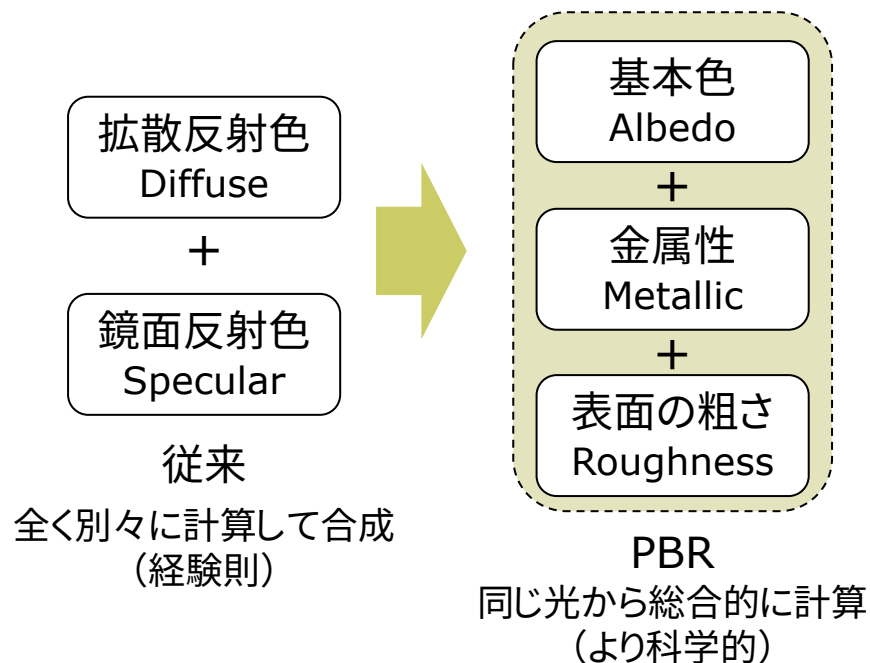 拡散反射色
Diffuse
+
鏡面反射色
Specular
従来
全く別々に計算して合成
（経験則）
基本色
Albedo
+
金属性
Metallic
+
表面の粗さ
Roughness
PBR
同じ光から総合的に計算
（より科学的）